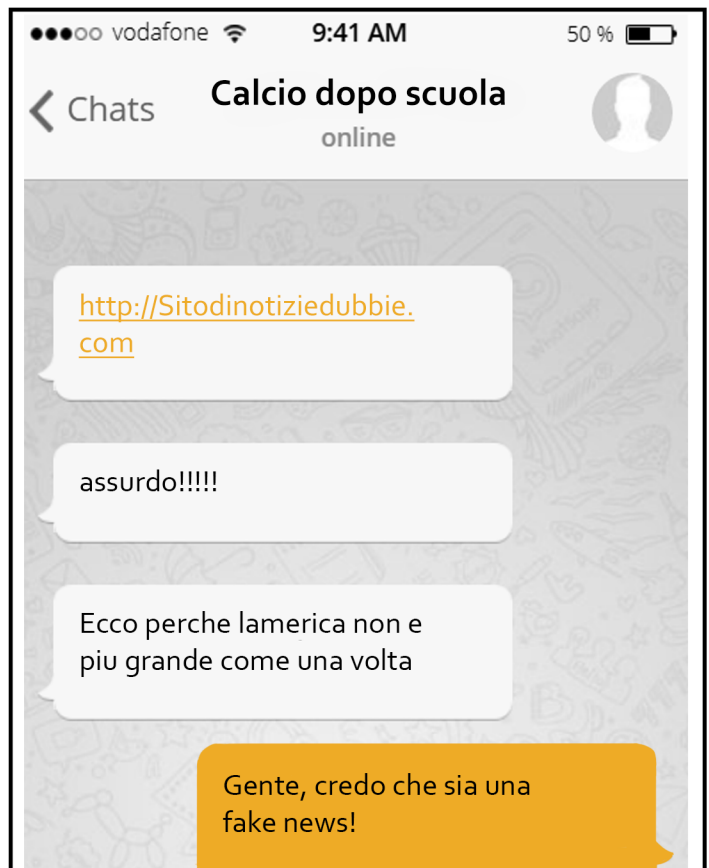 vodafone 9:41 AM 50 %
Chats Calcio dopo scuola
online
http://Sitodinotiziedubbie.
com
assurdo!!!!!
Ecco perche lamerica non e
piu grande come una volta
Gente, credo che sia una
fake news!